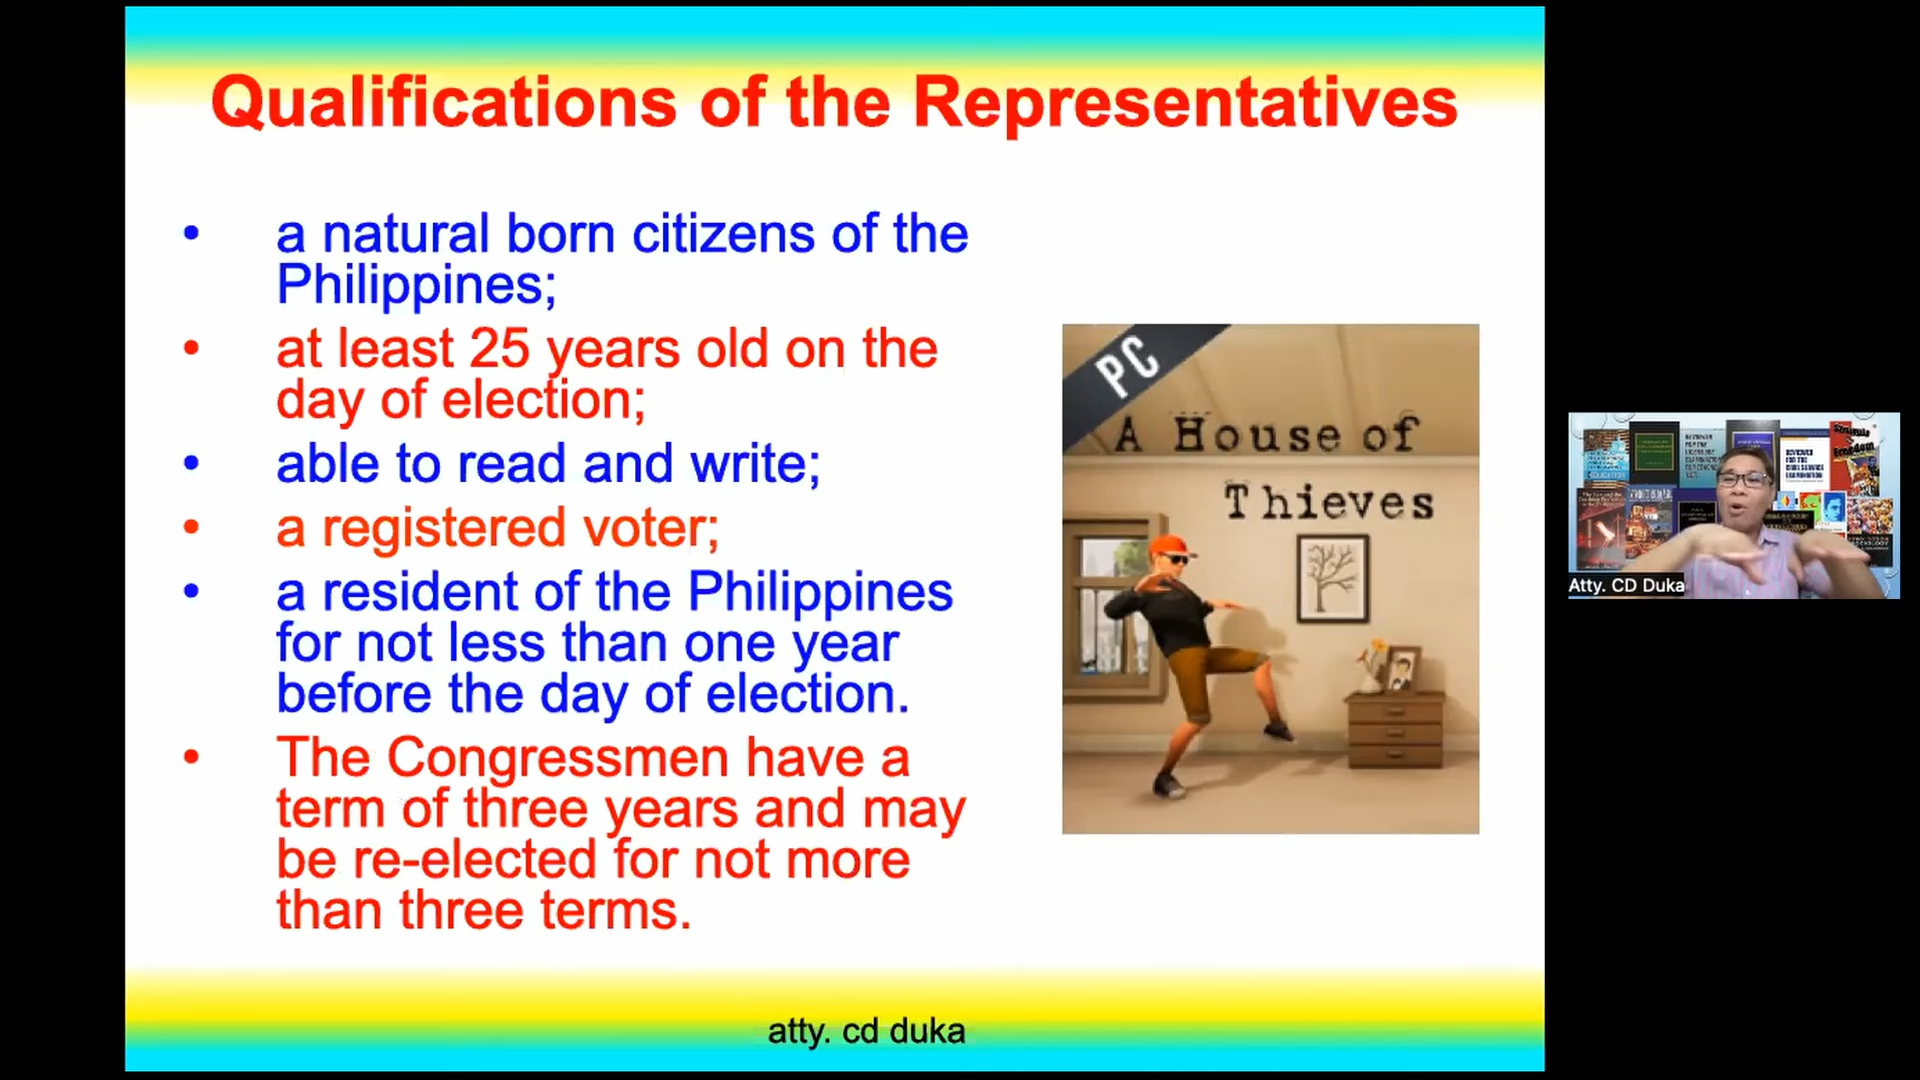 Qualifications of the Representatives
• a natural born citizens of the
Philippines;
• at least 25 years old on the
day of election;
• able to read and write;
• a registered voter;
• a resident of the Philippines
for not less than one year
before the day of election.
• The Congressmen have a
term of three years and may
be re-elected for not more
than three terms.
PC
A House of
Thieves
atty. cd duka
Atty. CD Duka